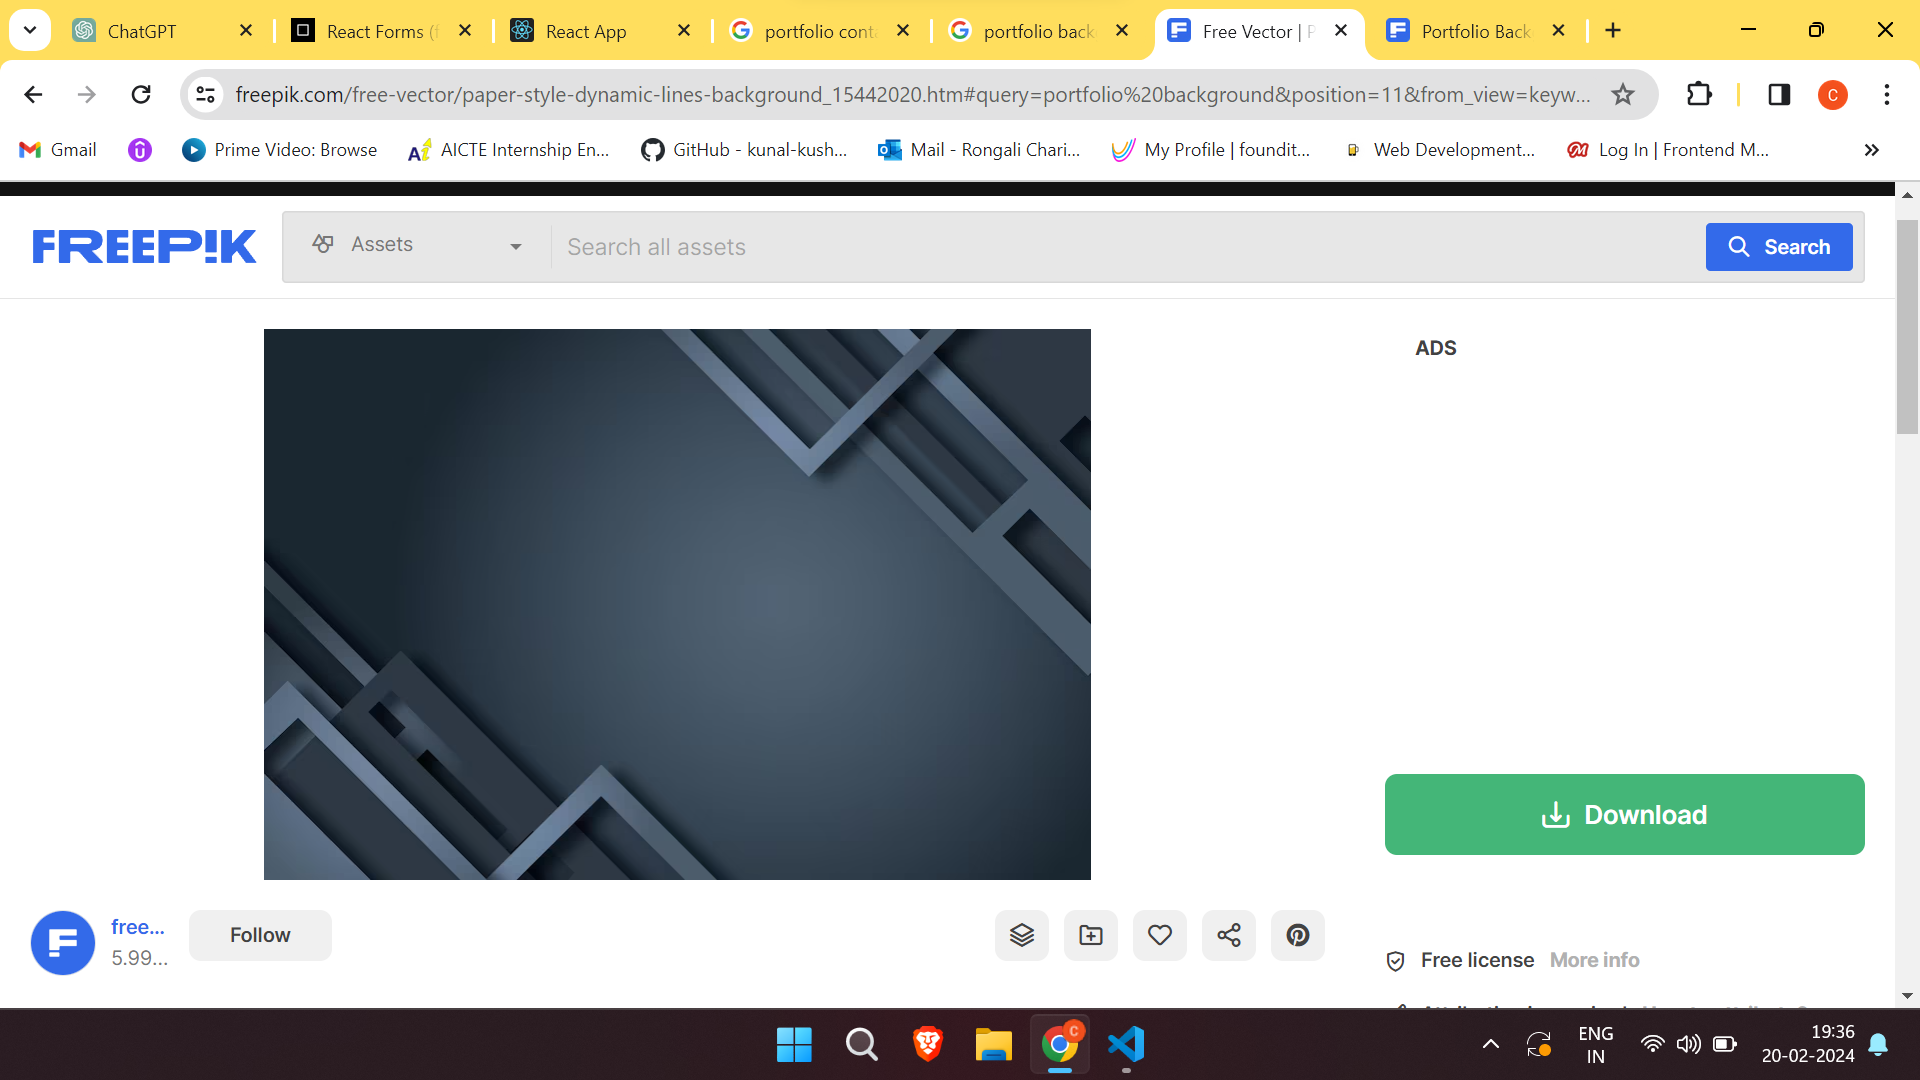 ChatGPT
React Forms (f
React App
portfolio cont
portfolio back
Free Vector | P
Portfolio Back
freepik.com/free-vector/paper-style-dynamic-lines-background_15442020.htm#query=portfolio%20background&position=11&from_view=keyw...
C
Gmail
Prime Video: Browse
AICTE Internship En...
GitHub - kunal-kush...
Mail - Rongali Chari...
My Profile | foundit...
Web Development...
Log In | Frontend M...
FREEPIK
Assets
Search all assets
Search
ADS
Download
free...
5.99...
Follow
Free license More info
ENG
IN
19:36
20-02-2024